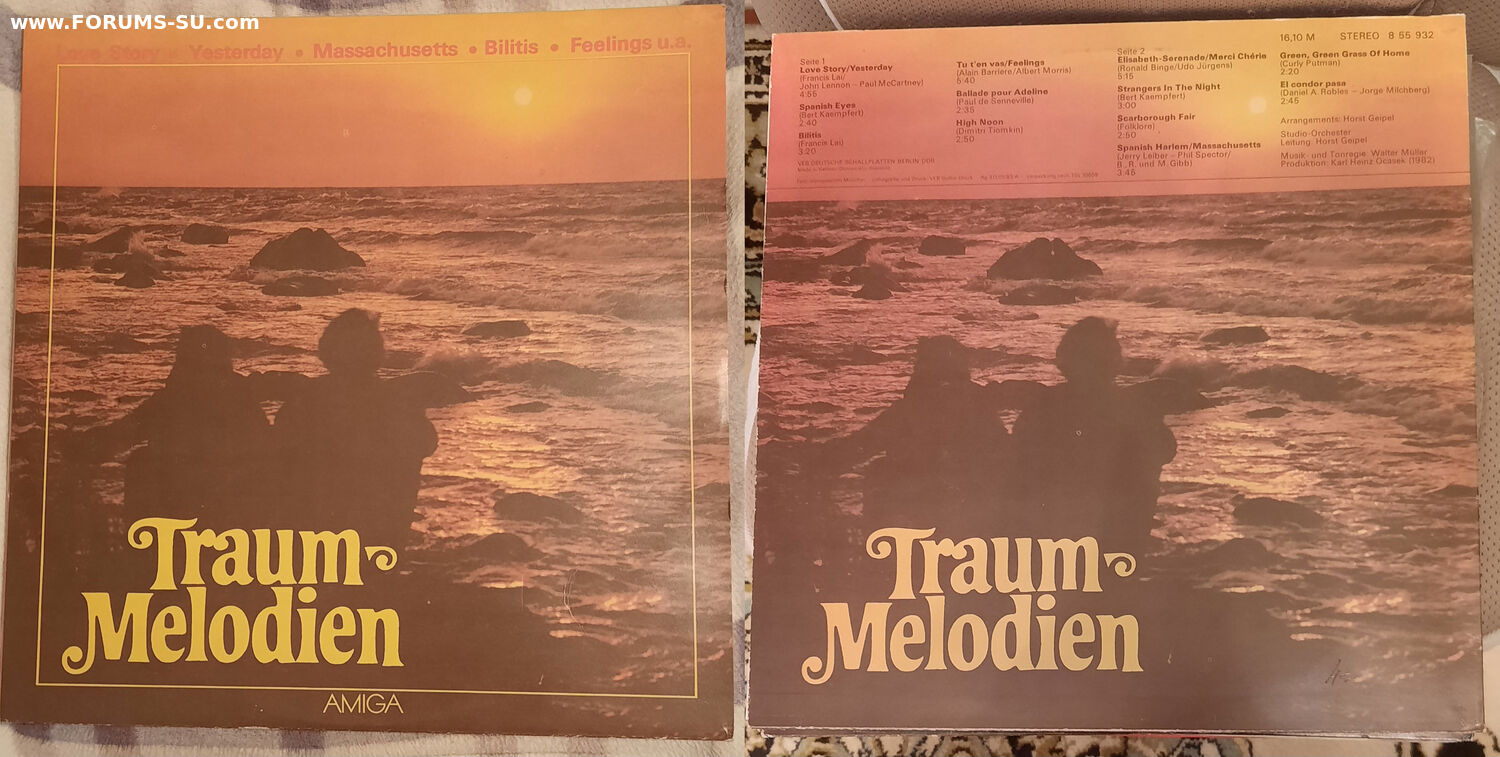 www.FORUMS-SU.com
Love Story • Yesterday • Massachusetts • Bilitis • Feelings u.a.
Traum-
Melodien
AMIGA
16,10 M STEREO 8 55 932
Seite 1
Love Story/Yesterday
(Francis Lai/
John Lennon – Paul McCartney)
4:55
Spanish Eyes
(Bert Kaempfert)
2:40
Bilitis
(Francis Lai)
3:20
Tu t'en vas/Feelings
(Alain Barriere/Albert Morris)
5:40
Ballade pour Adeline
(Paul de Senneville)
2:35
High Noon
(Dimitri Tiomkin)
2:50
Seite 2
Elisabeth-Serenade/Merci Chérie
(Ronald Binge/Udo Jürgens)
5:15
Strangers In The Night
(Bert Kaempfert)
3:00
Scarborough Fair
(Folklore)
2:50
Spanish Harlem/Massachusetts
(Jerry Leiber – Phil Spector/
B., R. und M. Gibb)
3:45
Green, Green Grass Of Home
(Curly Putman)
2:20
El condor pasa
(Daniel A. Robles – Jorge Milchberg)
2:45
Arrangements: Horst Geipel
Studio-Orchester
Leitung: Horst Geipel
Musik- und Tonregie: Walter Müller
Produktion: Karl Heinz Ocasek (1982)
VEB DEUTSCHE SCHALLPLATTEN BERLIN DDR
Traum-
Melodien